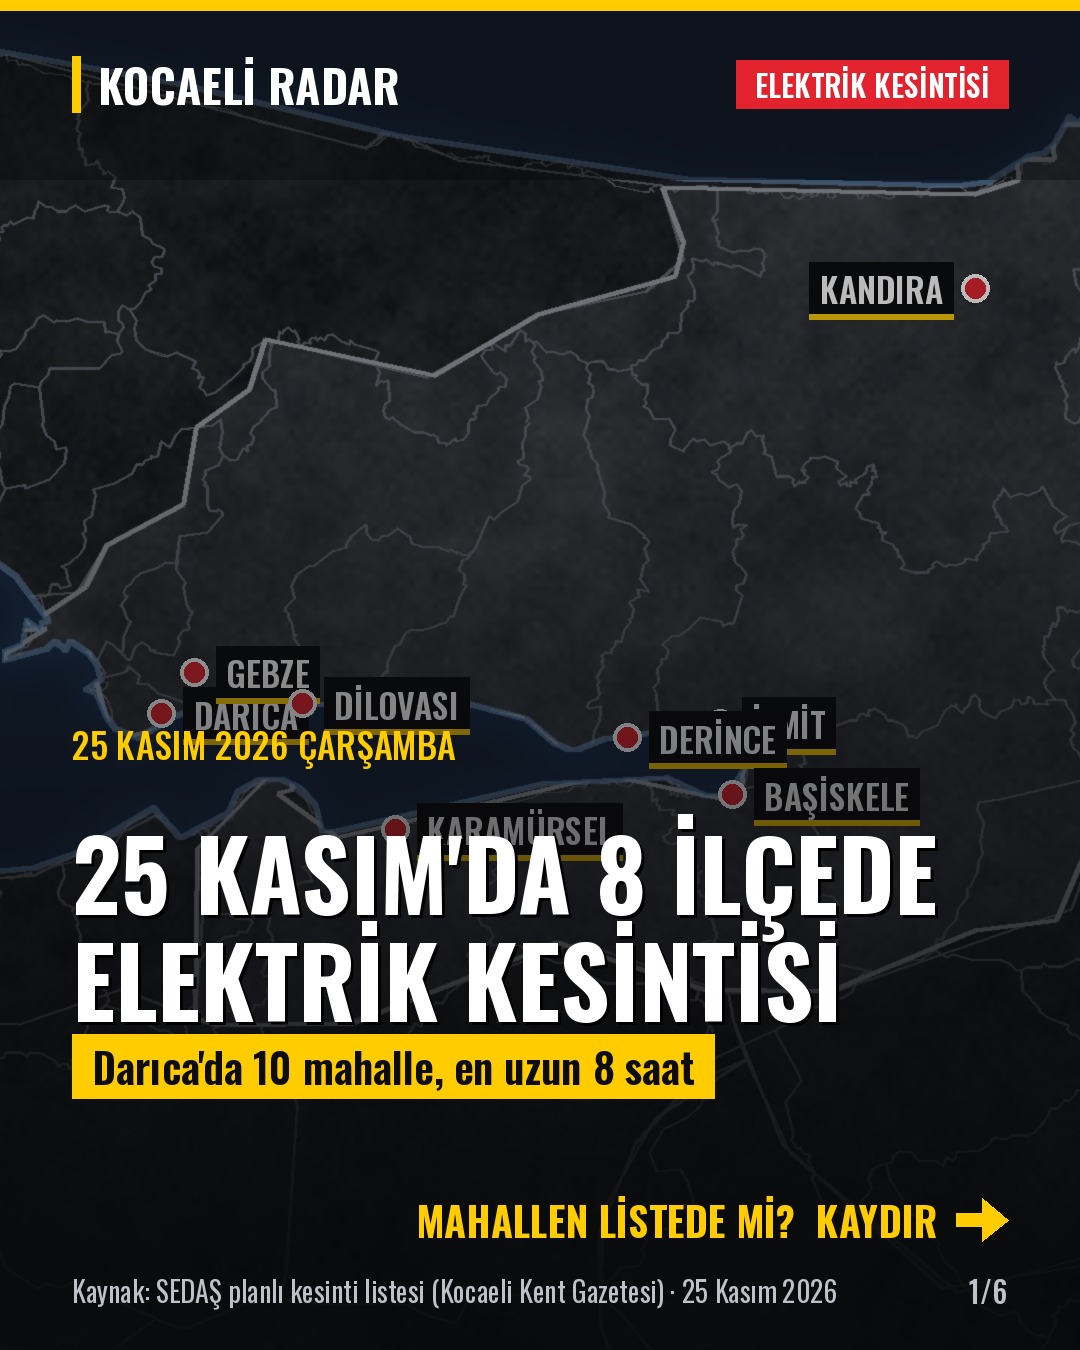 KOCAELİ RADAR
ELEKTRİK KESİNTİSİ
KANDIRA
GEBZE
DİLOVASI
DARICA
DERİNCE
BAŞİSKELE
KARAMÜRSEL
25 KASIM 2026 ÇARŞAMBA
25 KASIM'DA 8 İLÇEDE
ELEKTRİK KESİNTİSİ
Darıca'da 10 mahalle, en uzun 8 saat
MAHALLEN LİSTEDE Mİ? KAYDIR
Kaynak: SEDAŞ planlı kesinti listesi (Kocaeli Kent Gazetesi) · 25 Kasım 2026
1/6